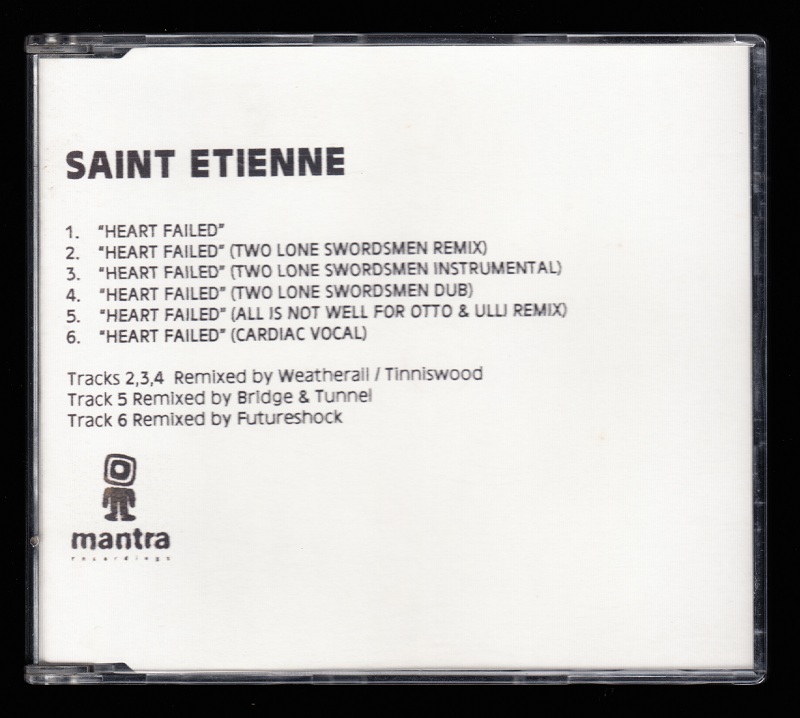 SAINT ETIENNE
1. "HEART FAILED"
2. "HEART FAILED" (TWO LONE SWORDSMEN REMIX)
3. "HEART FAILED" (TWO LONE SWORDSMEN INSTRUMENTAL)
4. "HEART FAILED" (TWO LONE SWORDSMEN DUB)
5. "HEART FAILED" (ALL IS NOT WELL FOR OTTO & ULLI REMIX)
6. "HEART FAILED" (CARDIAC VOCAL)
Tracks 2,3,4 Remixed by Weatherall / Tinniswood
Track 5 Remixed by Bridge & Tunnel
Track 6 Remixed by Futureshock
mantra
recordings